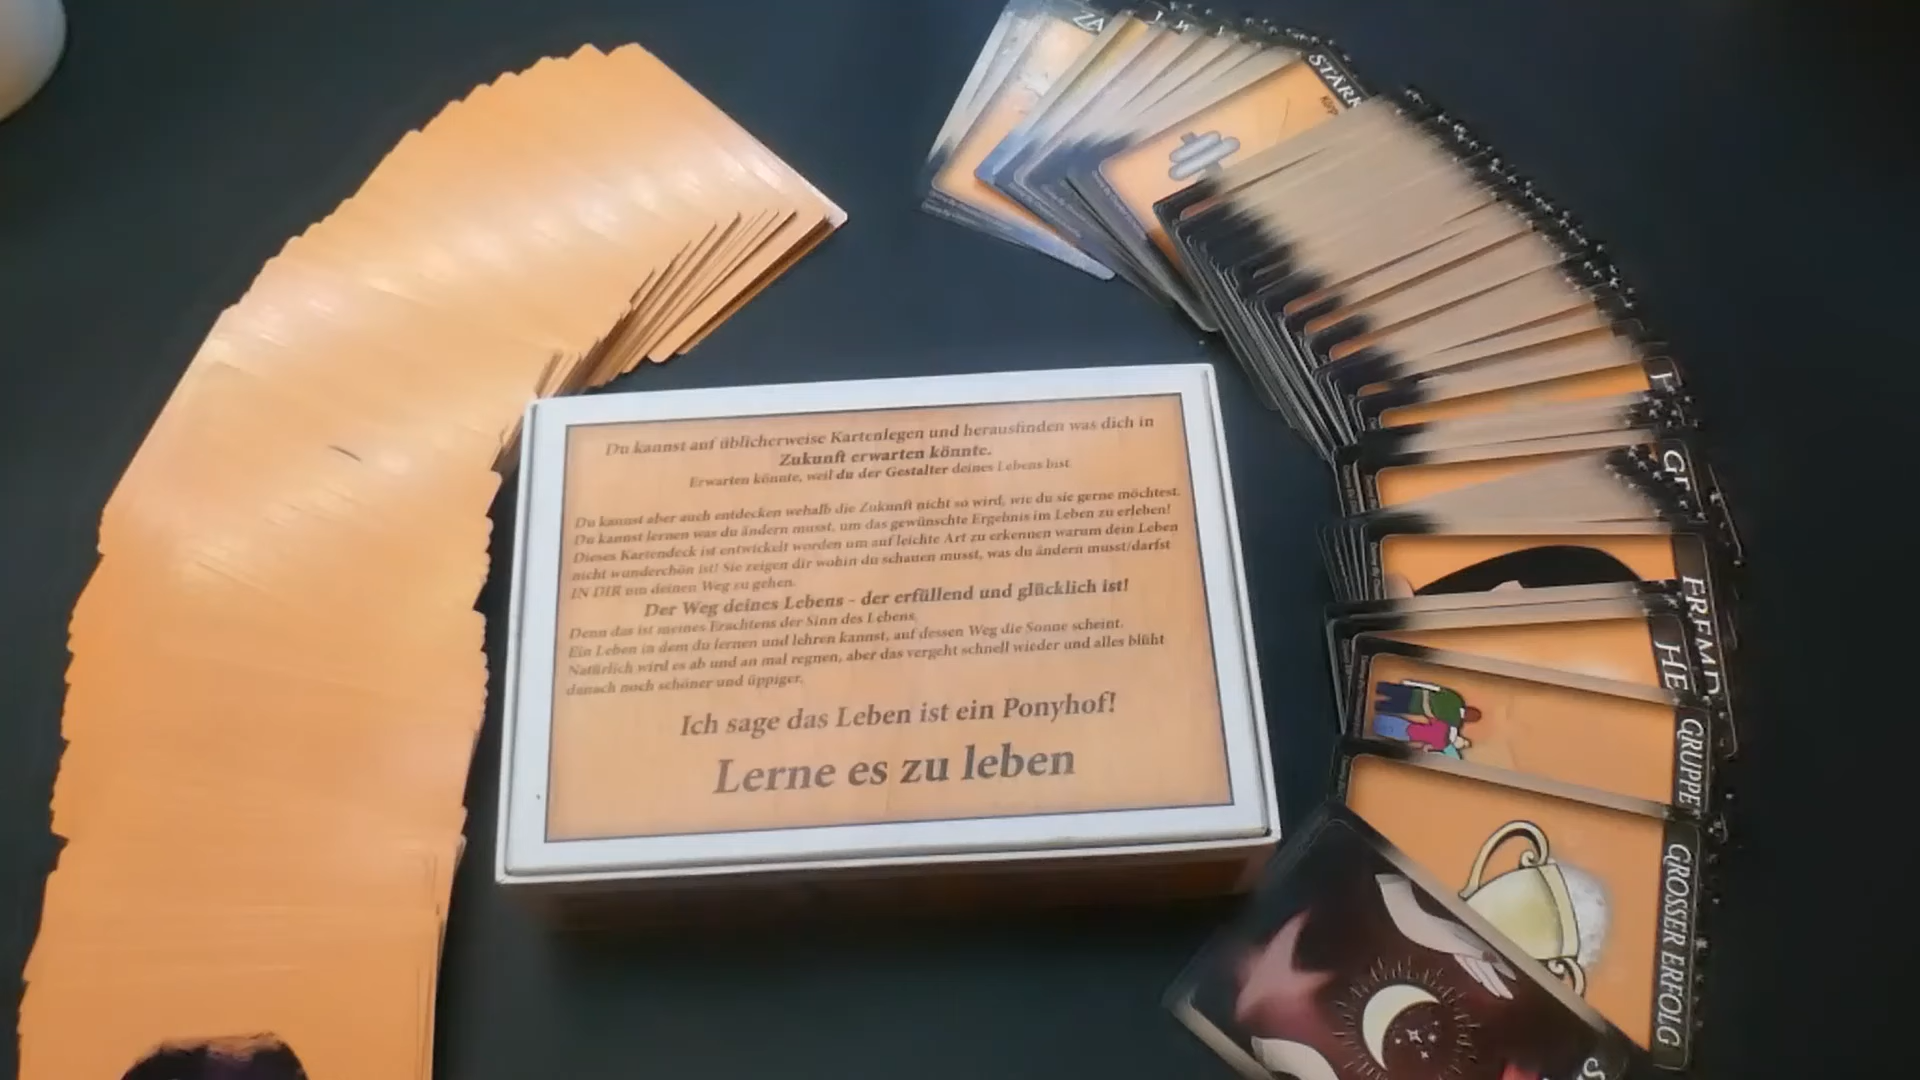 Du kannst auf üblicherweise Kartenlegen und herausfinden was dich in
Zukunft erwarten könnte.
Erwarten könnte, weil du der Gestalter deines Lebens bist
Du kannst aber auch entdecken wehalb die Zukunft nicht so wird, wie du sie gerne möchtest.
Du kannst lernen was du ändern musst, um das gewünschte Ergebnis im Leben zu erleben!
Dieses Kartendeck ist entwickelt worden um auf leichte Art zu erkennen warum dein Leben
nicht wunderschön ist! Sie zeigen dir wohin du schauen musst, was du ändern musst/darfst
IN DIR um deinen Weg zu gehen.
Der Weg deines Lebens - der erfüllend und glücklich ist!
Denn das ist meines Erachtens der Sinn des Lebens.
Ein Leben in dem du lernen und lehren kannst, auf dessen Weg die Sonne scheint.
Natürlich wird es ab und an mal regnen, aber das vergeht schnell wieder und alles blüht
danach noch schöner und üppiger.
Ich sage das Leben ist ein Ponyhof!
Lerne es zu leben
STÄRK
FREMD
GRUPPE
GROSSER ERFOLG